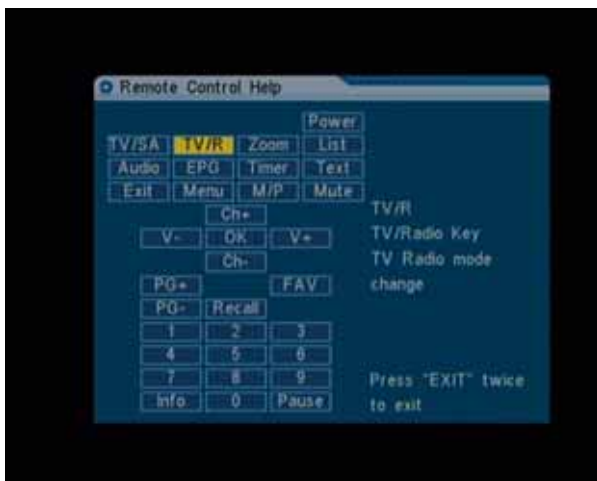 Remote Control Help
Power
TV/SA TV/R Zoom List
Audio EPG Timer Text
Exit Menu M/P Mute
Ch+
V- OK V+
Ch-
PG+ FAV
PG- Recall
1 2 3
4 5 6
7 8 9
Info 0 Pause
TV/R
TV/Radio Key
TV Radio mode
change
Press "EXIT" twice
to exit